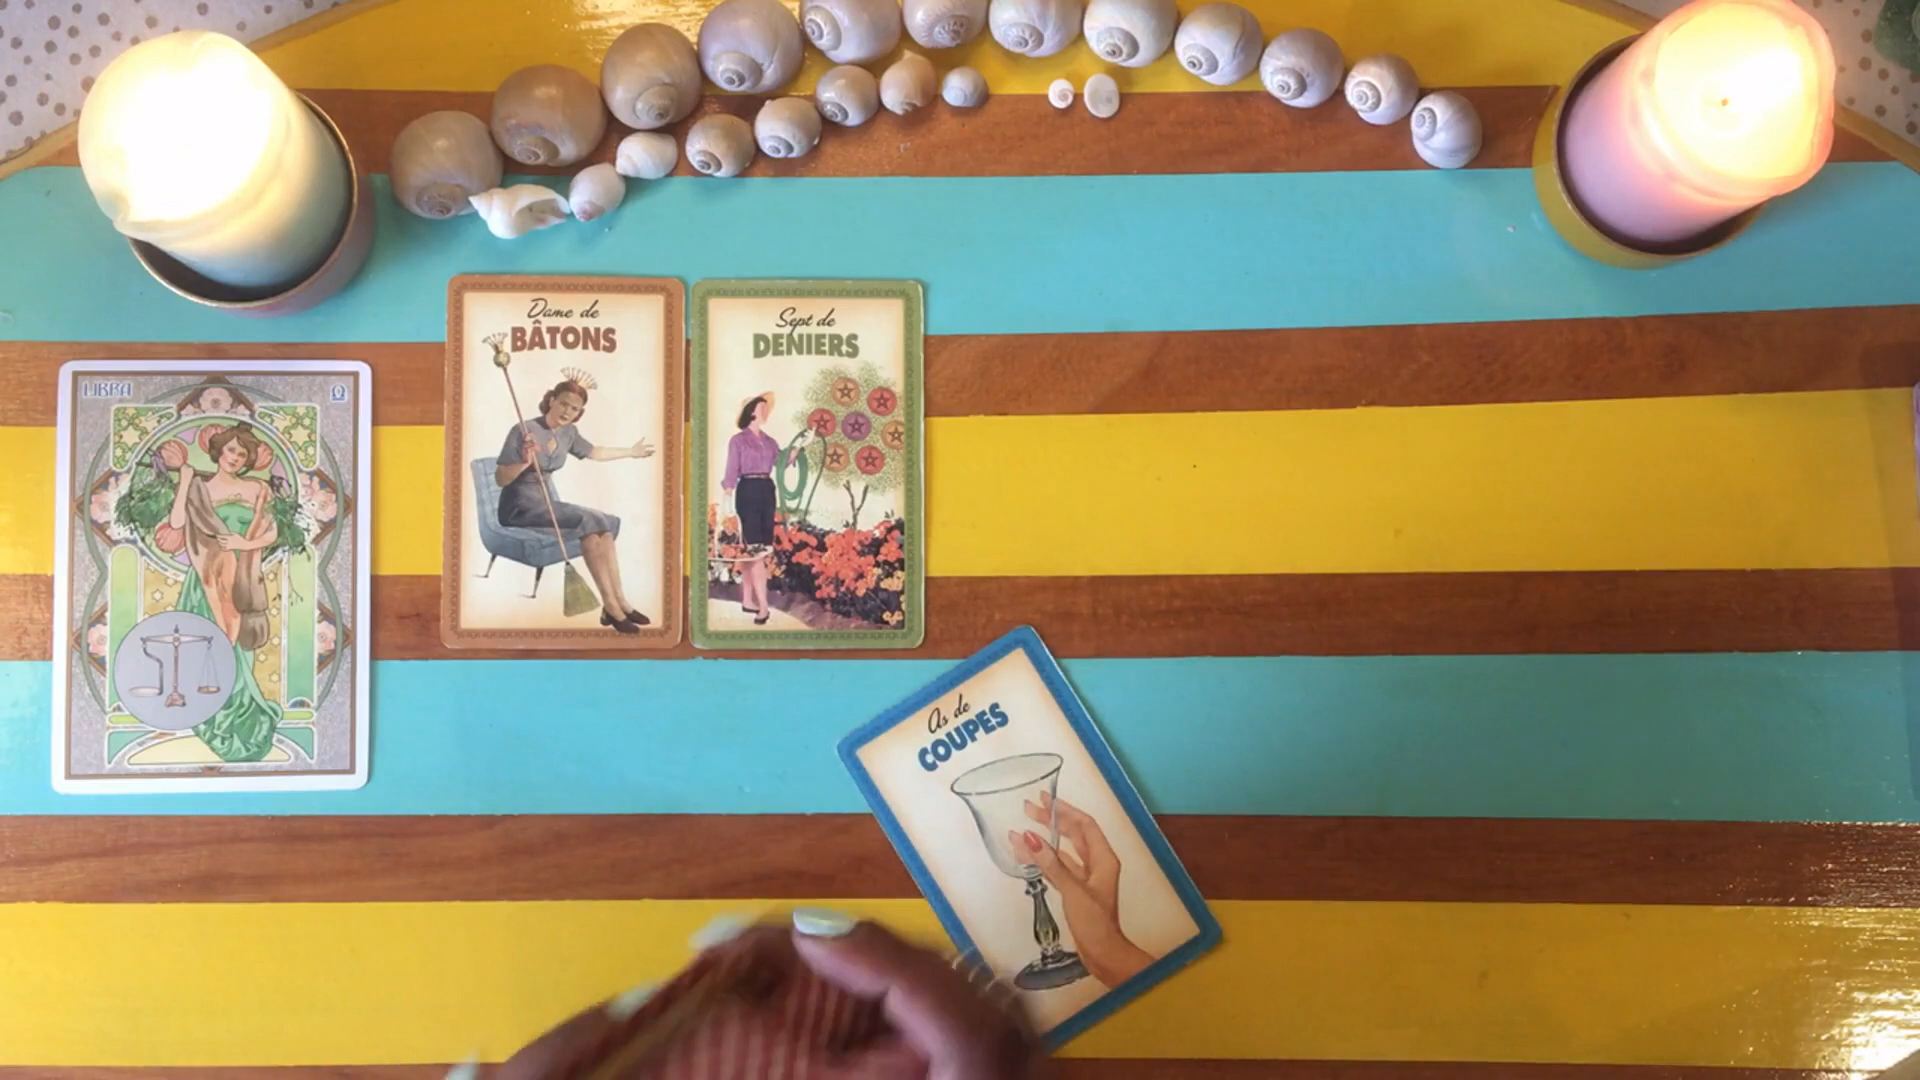 LIBRA
Dame de
BÂTONS
Sept de
DENIERS
As de
COUPES